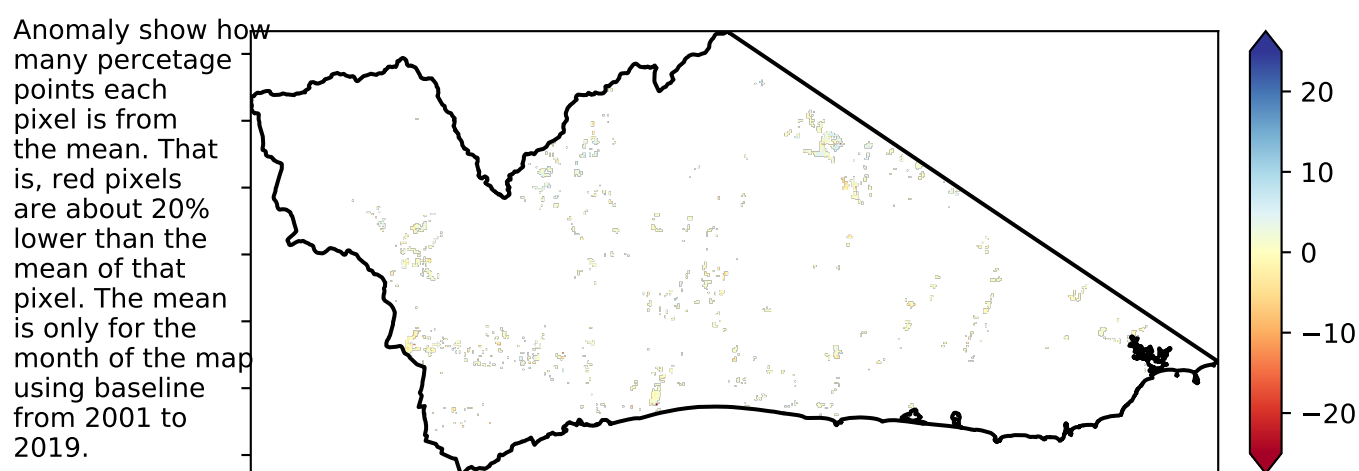 Anomaly show how
many percetage
points each
pixel is from
the mean. That
is, red pixels
are about 20%
lower than the
mean of that
pixel. The mean
is only for the
month of the map
using baseline
from 2001 to
2019.
20
10
0
−10
−20